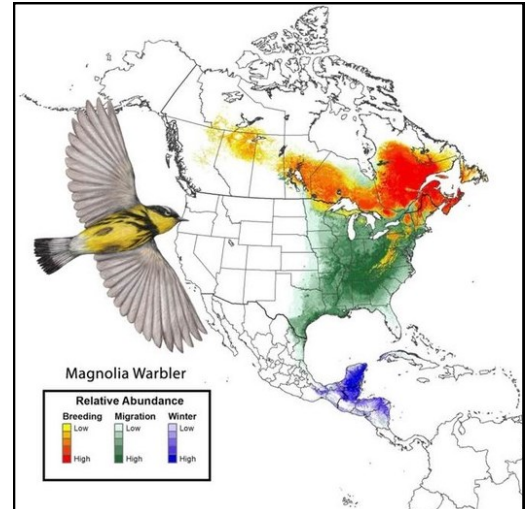 Magnolia Warbler
Relative Abundance
Breeding Migration Winter
Low Low Low
High High High